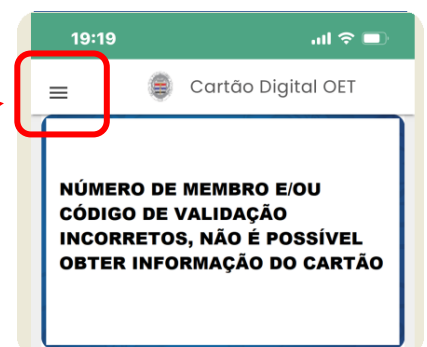 19:19
Cartão Digital OET
NÚMERO DE MEMBRO E/OU
CÓDIGO DE VALIDAÇÃO
INCORRETOS, NÃO É POSSÍVEL
OBTER INFORMAÇÃO DO CARTÃO